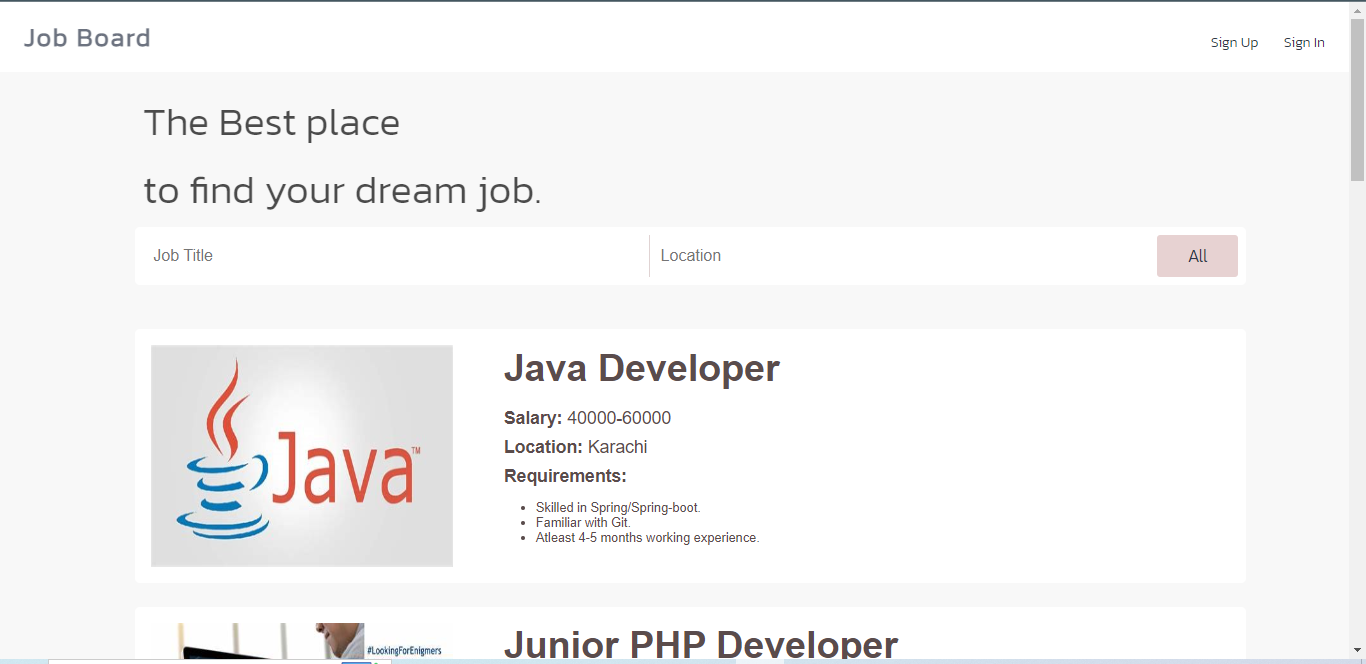 Job Board
Sign Up
Sign In
The Best place
to find your dream job.
Job Title
Location
All
Java™
Java Developer
Salary: 40000-60000
Location: Karachi
Requirements:
Skilled in Spring/Spring-boot.
Familiar with Git.
Atleast 4-5 months working experience.
#LookingForEnigmers
Junior PHP Developer